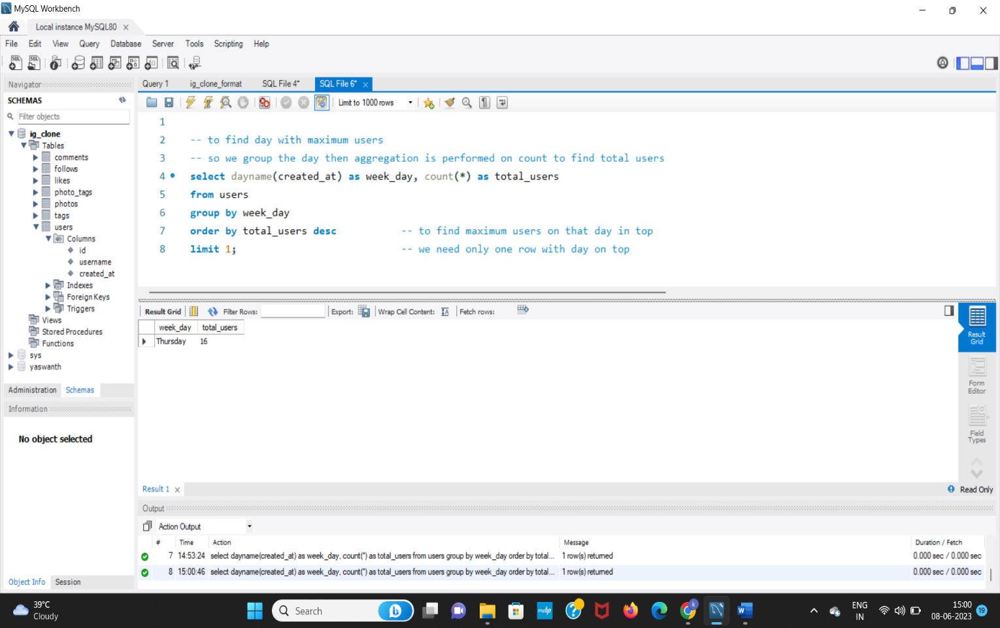 MySQL Workbench
Local instance MySQL80
File Edit View Query Database Server Tools Scripting Help
Navigator
SCHEMAS
Filter objects
ig_clone
Tables
comments
follows
likes
photo_tags
photos
tags
users
Columns
id
username
created_at
Indexes
Foreign Keys
Triggers
Views
Stored Procedures
Functions
sys
yaswanth
Administration Schemas
Information
No object selected
Object Info Session
Query 1 ig_clone_format SQL File 4* SQL File 6*
Limit to 1000 rows
1
2 -- to find day with maximum users
3 -- so we group the day then aggregation is performed on count to find total users
4 select dayname(created_at) as week_day, count(*) as total_users
5 from users
6 group by week_day
7 order by total_users desc -- to find maximum users on that day in top
8 limit 1; -- we need only one row with day on top
Result Grid Filter Rows: Export: Wrap Cell Content: Fetch rows:
week_day total_users
Thursday 16
Result Grid
Form Editor
Field Types
Result 1
Read Only
Output
Action Output
# Time Action Message Duration / Fetch
7 14:53:24 select dayname(created_at) as week_day, count(*) as total_users from users group by week_day order by total... 1 row(s) returned 0.000 sec / 0.000 sec
8 15:00:46 select dayname(created_at) as week_day, count(*) as total_users from users group by week_day order by total... 1 row(s) returned 0.000 sec / 0.000 sec
39°C
Cloudy
Search
myhp
ENG
IN
15:00
08-06-2023
19